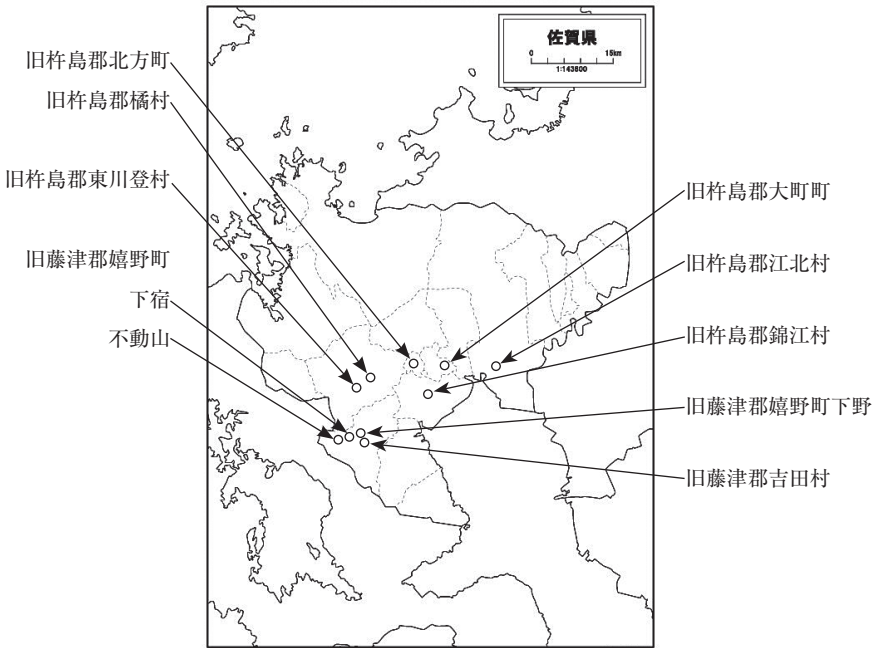 佐賀県
0 15km
1:143800
旧杵島郡北方町
旧杵島郡橘村
旧杵島郡東川登村
旧藤津郡嬉野町
下宿
不動山
旧杵島郡大町町
旧杵島郡江北村
旧杵島郡錦江村
旧藤津郡嬉野町下野
旧藤津郡吉田村